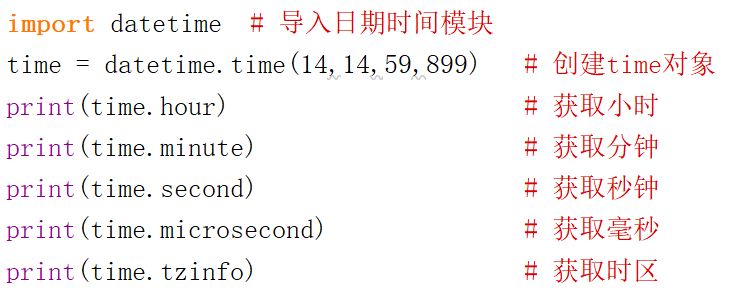 import datetime  # 导入日期时间模块
time = datetime.time(14,14,59,899)  # 创建time对象
print(time.hour)  # 获取小时
print(time.minute)  # 获取分钟
print(time.second)  # 获取秒钟
print(time.microsecond)  # 获取毫秒
print(time.tzinfo)  # 获取时区